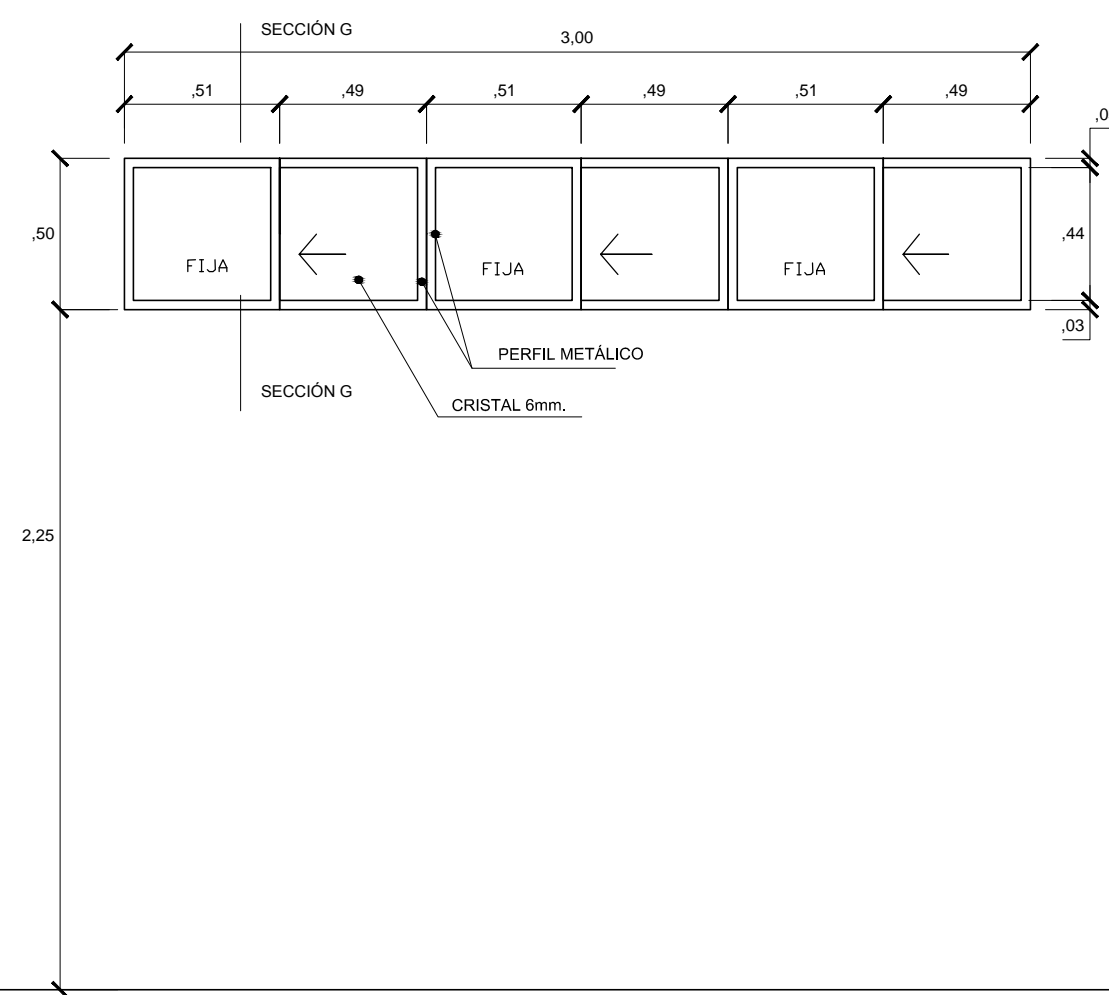 SECCIÓN G
3,00
,51
,49
,51
,49
,51
,49
,50
,44
,03
FIJA
FIJA
FIJA
PERFIL METÁLICO
SECCIÓN G
CRISTAL 6mm.
2,25